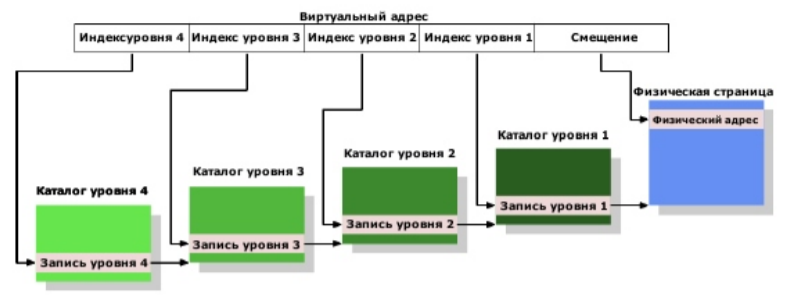 Виртуальный адрес
Индексуровня 4 Индекс уровня 3 Индекс уровня 2 Индекс уровня 1 Смещение
Физическая страница
Физический адрес
Каталог уровня 1
Каталог уровня 2
Каталог уровня 3
Каталог уровня 4
Запись уровня 1
Запись уровня 2
Запись уровня 3
Запись уровня 4